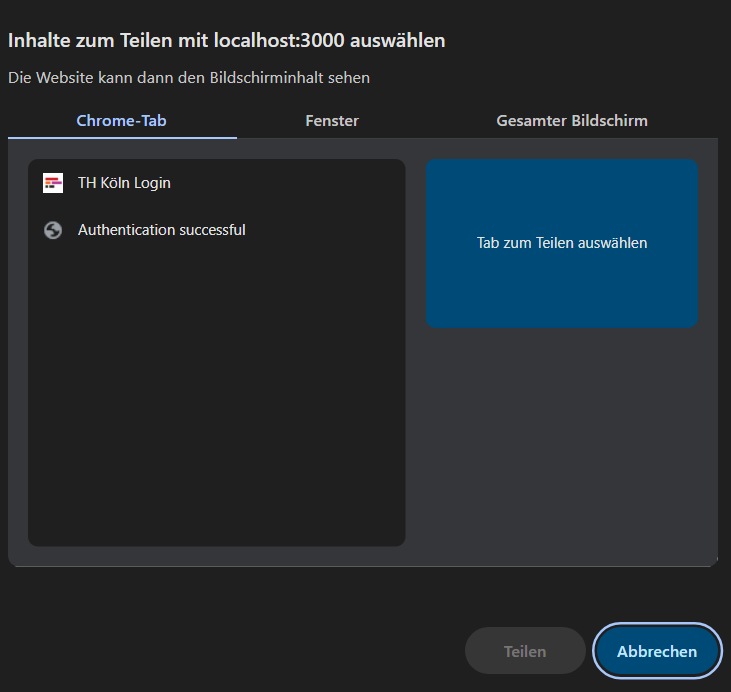 Inhalte zum Teilen mit localhost:3000 auswählen
Die Website kann dann den Bildschirminhalt sehen
Chrome-Tab
Fenster
Gesamter Bildschirm
TH Köln Login
Authentication successful
Tab zum Teilen auswählen
Teilen
Abbrechen